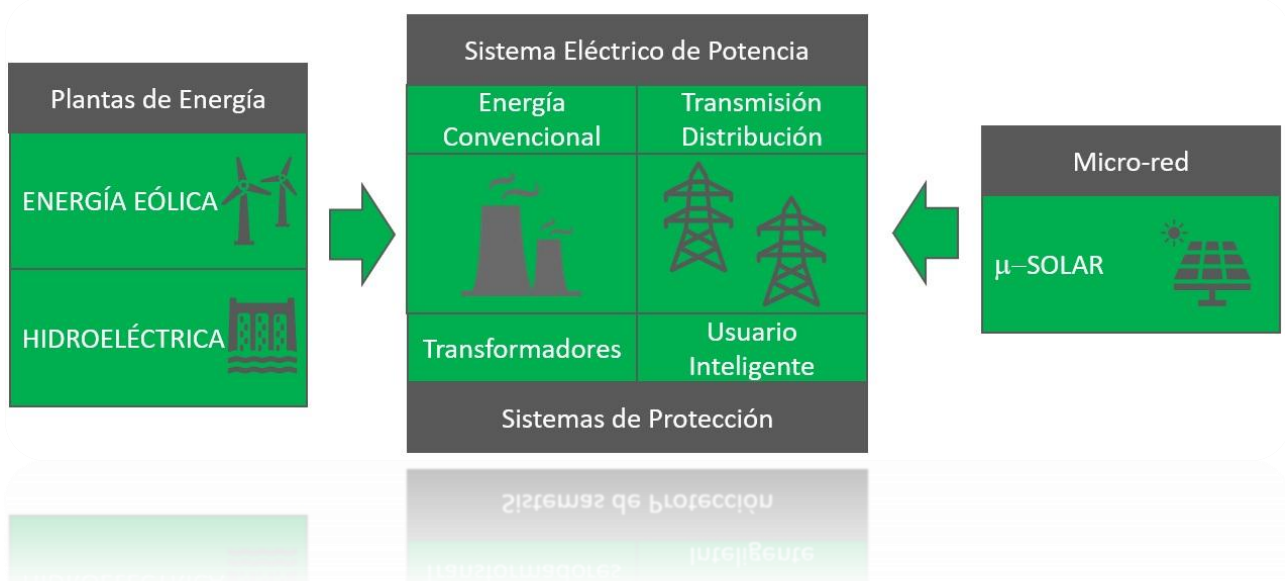 Plantas de Energía
ENERGÍA EÓLICA
HIDROELÉCTRICA
Sistema Eléctrico de Potencia
Energía
Convencional
Transmisión
Distribución
Transformadores
Usuario
Inteligente
Sistemas de Protección
Micro-red
μ–SOLAR